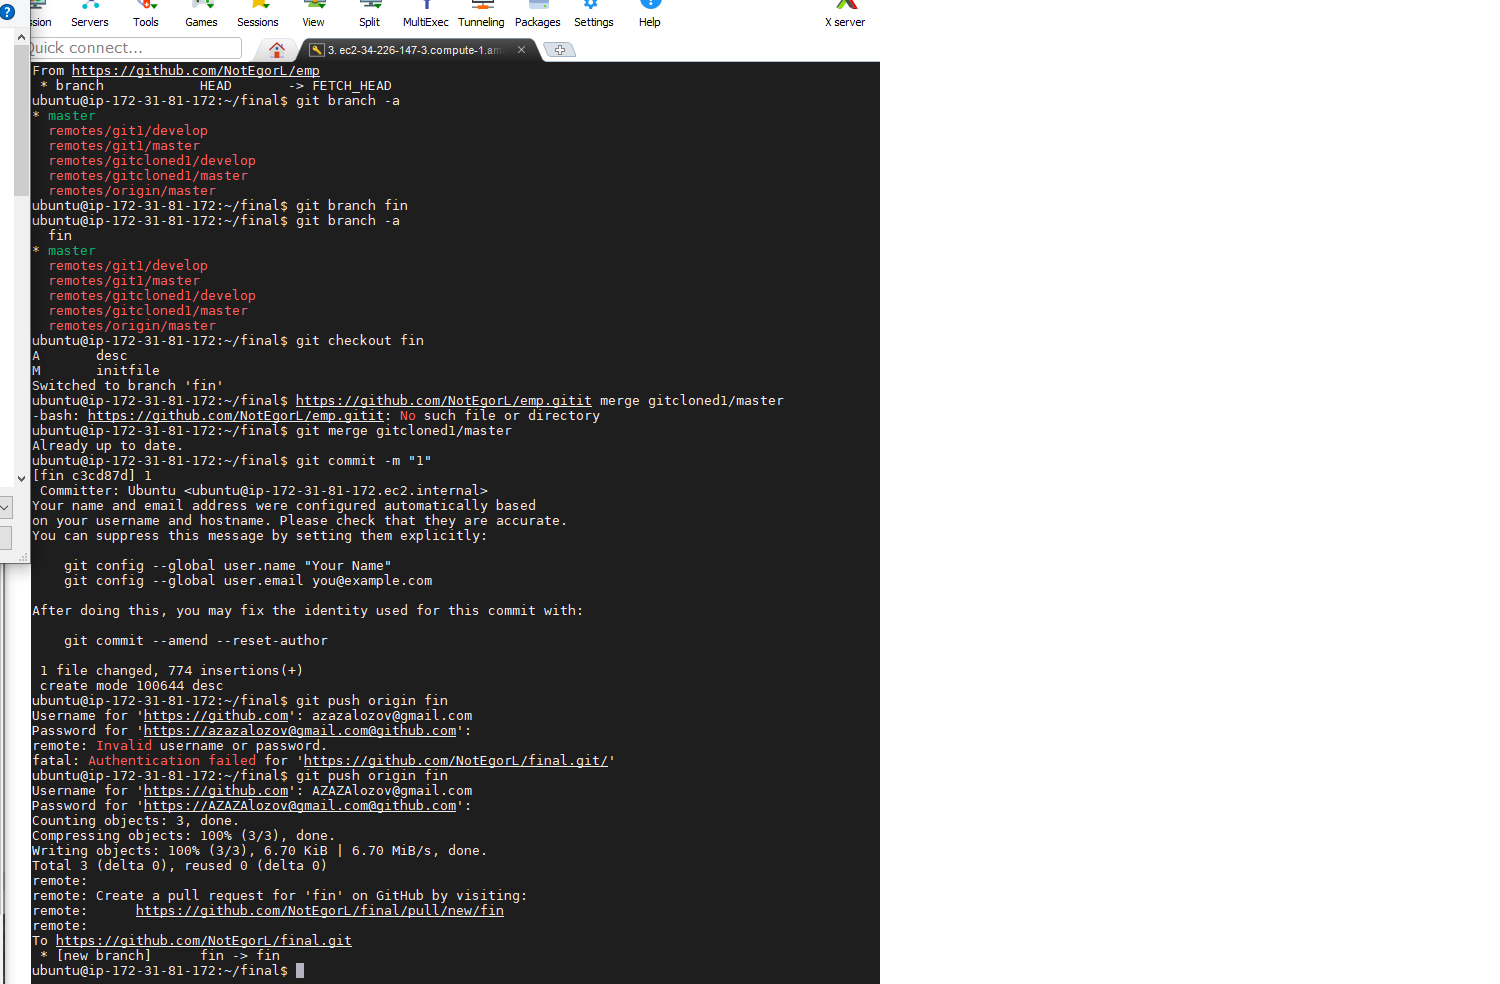 ssion Servers Tools Games Sessions View Split MultiExec Tunneling Packages Settings Help X server
Quick connect...
3. ec2-34-226-147-3.compute-1.am
From https://github.com/NotEgorL/emp
* branch HEAD -> FETCH_HEAD
ubuntu@ip-172-31-81-172:~/final$ git branch -a
* master
remotes/git1/develop
remotes/git1/master
remotes/gitcloned1/develop
remotes/gitcloned1/master
remotes/origin/master
ubuntu@ip-172-31-81-172:~/final$ git branch fin
ubuntu@ip-172-31-81-172:~/final$ git branch -a
fin
* master
remotes/git1/develop
remotes/git1/master
remotes/gitcloned1/develop
remotes/gitcloned1/master
remotes/origin/master
ubuntu@ip-172-31-81-172:~/final$ git checkout fin
A desc
M initfile
Switched to branch 'fin'
ubuntu@ip-172-31-81-172:~/final$ https://github.com/NotEgorL/emp.gitit merge gitcloned1/master
-bash: https://github.com/NotEgorL/emp.gitit: No such file or directory
ubuntu@ip-172-31-81-172:~/final$ git merge gitcloned1/master
Already up to date.
ubuntu@ip-172-31-81-172:~/final$ git commit -m "1"
[fin c3cd87d] 1
Committer: Ubuntu <ubuntu@ip-172-31-81-172.ec2.internal>
Your name and email address were configured automatically based
on your username and hostname. Please check that they are accurate.
You can suppress this message by setting them explicitly:
git config --global user.name "Your Name"
git config --global user.email you@example.com
After doing this, you may fix the identity used for this commit with:
git commit --amend --reset-author
1 file changed, 774 insertions(+)
create mode 100644 desc
ubuntu@ip-172-31-81-172:~/final$ git push origin fin
Username for 'https://github.com': azazalozov@gmail.com
Password for 'https://azazalozov@gmail.com@github.com':
remote: Invalid username or password.
fatal: Authentication failed for 'https://github.com/NotEgorL/final.git/'
ubuntu@ip-172-31-81-172:~/final$ git push origin fin
Username for 'https://github.com': AZAZAlozov@gmail.com
Password for 'https://AZAZAlozov@gmail.com@github.com':
Counting objects: 3, done.
Compressing objects: 100% (3/3), done.
Writing objects: 100% (3/3), 6.70 KiB | 6.70 MiB/s, done.
Total 3 (delta 0), reused 0 (delta 0)
remote:
remote: Create a pull request for 'fin' on GitHub by visiting:
remote: https://github.com/NotEgorL/final/pull/new/fin
remote:
To https://github.com/NotEgorL/final.git
* [new branch] fin -> fin
ubuntu@ip-172-31-81-172:~/final$